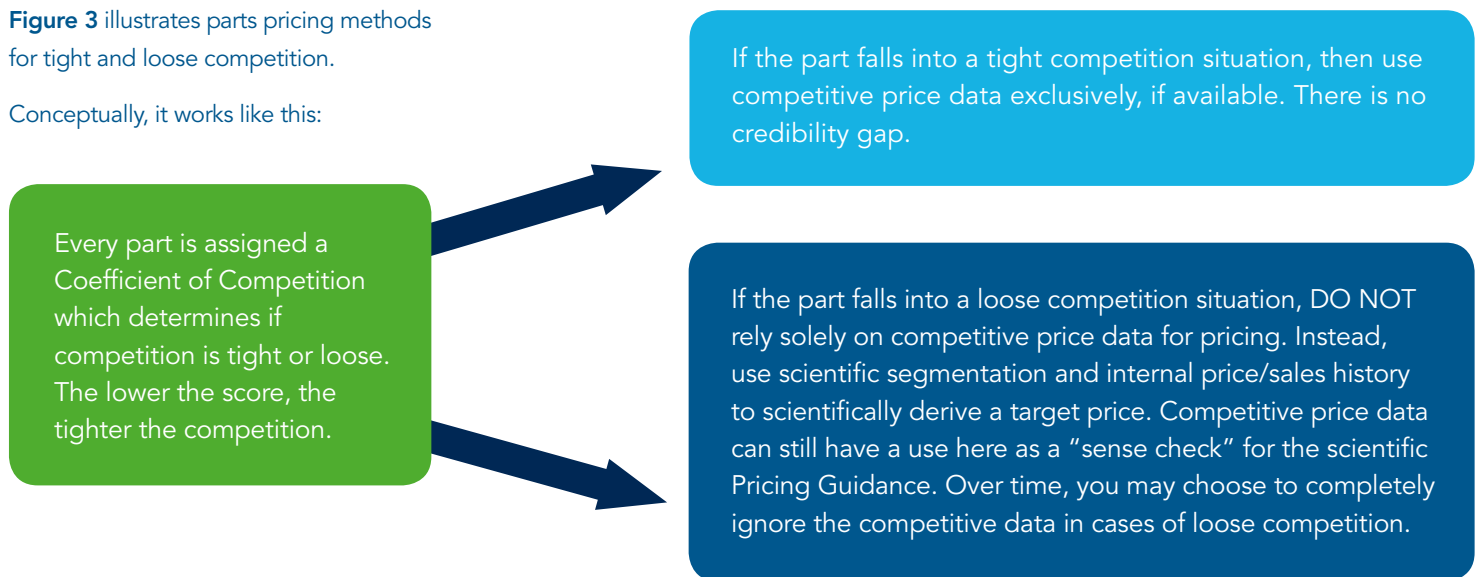 Figure 3 illustrates parts pricing methods
for tight and loose competition.
Conceptually, it works like this:
Every part is assigned a
Coefficient of Competition
which determines if
competition is tight or loose.
The lower the score, the
tighter the competition.
If the part falls into a tight competition situation, then use
competitive price data exclusively, if available. There is no
credibility gap.
If the part falls into a loose competition situation, DO NOT
rely solely on competitive price data for pricing. Instead,
use scientific segmentation and internal price/sales history
to scientifically derive a target price. Competitive price data
can still have a use here as a “sense check” for the scientific
Pricing Guidance. Over time, you may choose to completely
ignore the competitive data in cases of loose competition.